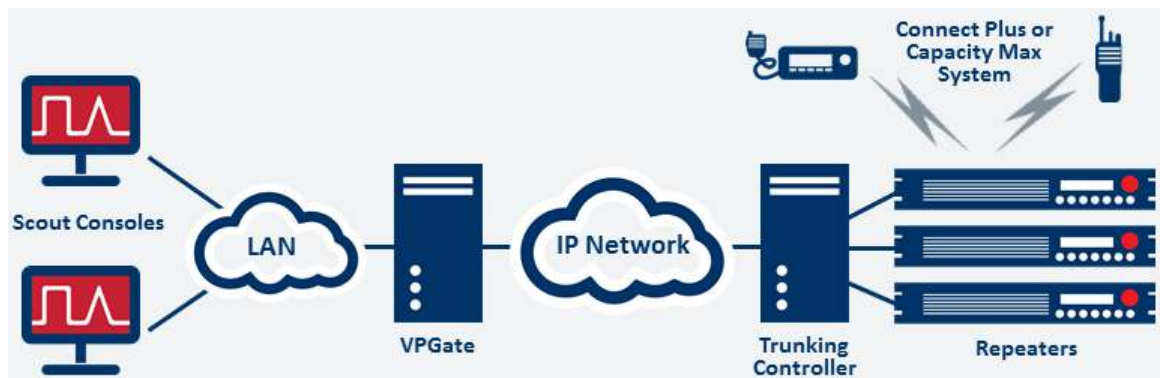 Connect Plus or
Capacity Max
System
Scout Consoles
LAN
IP Network
VPGate
Trunking
Controller
Repeaters